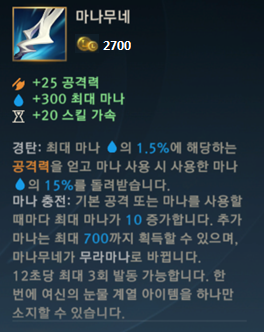 마나무네
2700
+25 공격력
+300 최대 마나
+20 스킬 가속
경탄: 최대 마나 의 1.5%에 해당하는
공격력을 얻고 마나 사용 시 사용한 마나
의 15%를 돌려받습니다.
마나 충전: 기본 공격 또는 마나를 사용할
때마다 최대 마나가 10 증가합니다. 추가
마나는 최대 700까지 획득할 수 있으며,
마나무네가 무라마나로 바뀝니다.
12초당 최대 3회 발동 가능합니다. 한
번에 여신의 눈물 계열 아이템을 하나만
소지할 수 있습니다.